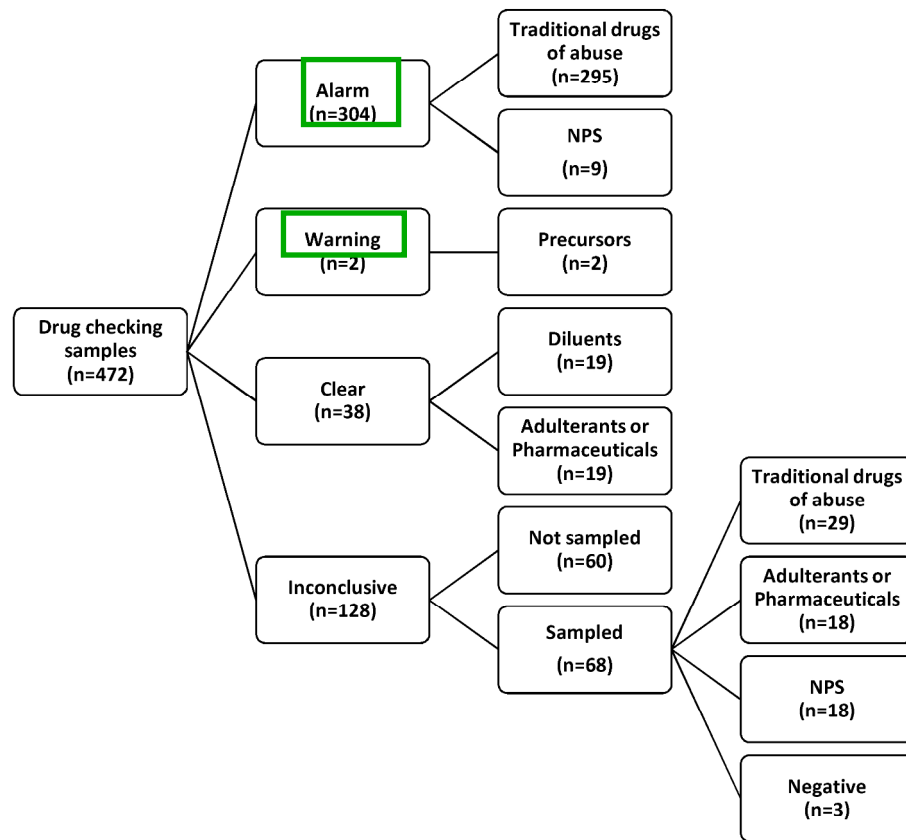 Drug checking
samples
(n=472)
Alarm
(n=304)
Traditional drugs
of abuse
(n=295)
NPS
(n=9)
Warning
(n=2)
Precursors
(n=2)
Clear
(n=38)
Diluents
(n=19)
Adulterants or
Pharmaceuticals
(n=19)
Inconclusive
(n=128)
Not sampled
(n=60)
Sampled
(n=68)
Traditional drugs
of abuse
(n=29)
Adulterants or
Pharmaceuticals
(n=18)
NPS
(n=18)
Negative
(n=3)